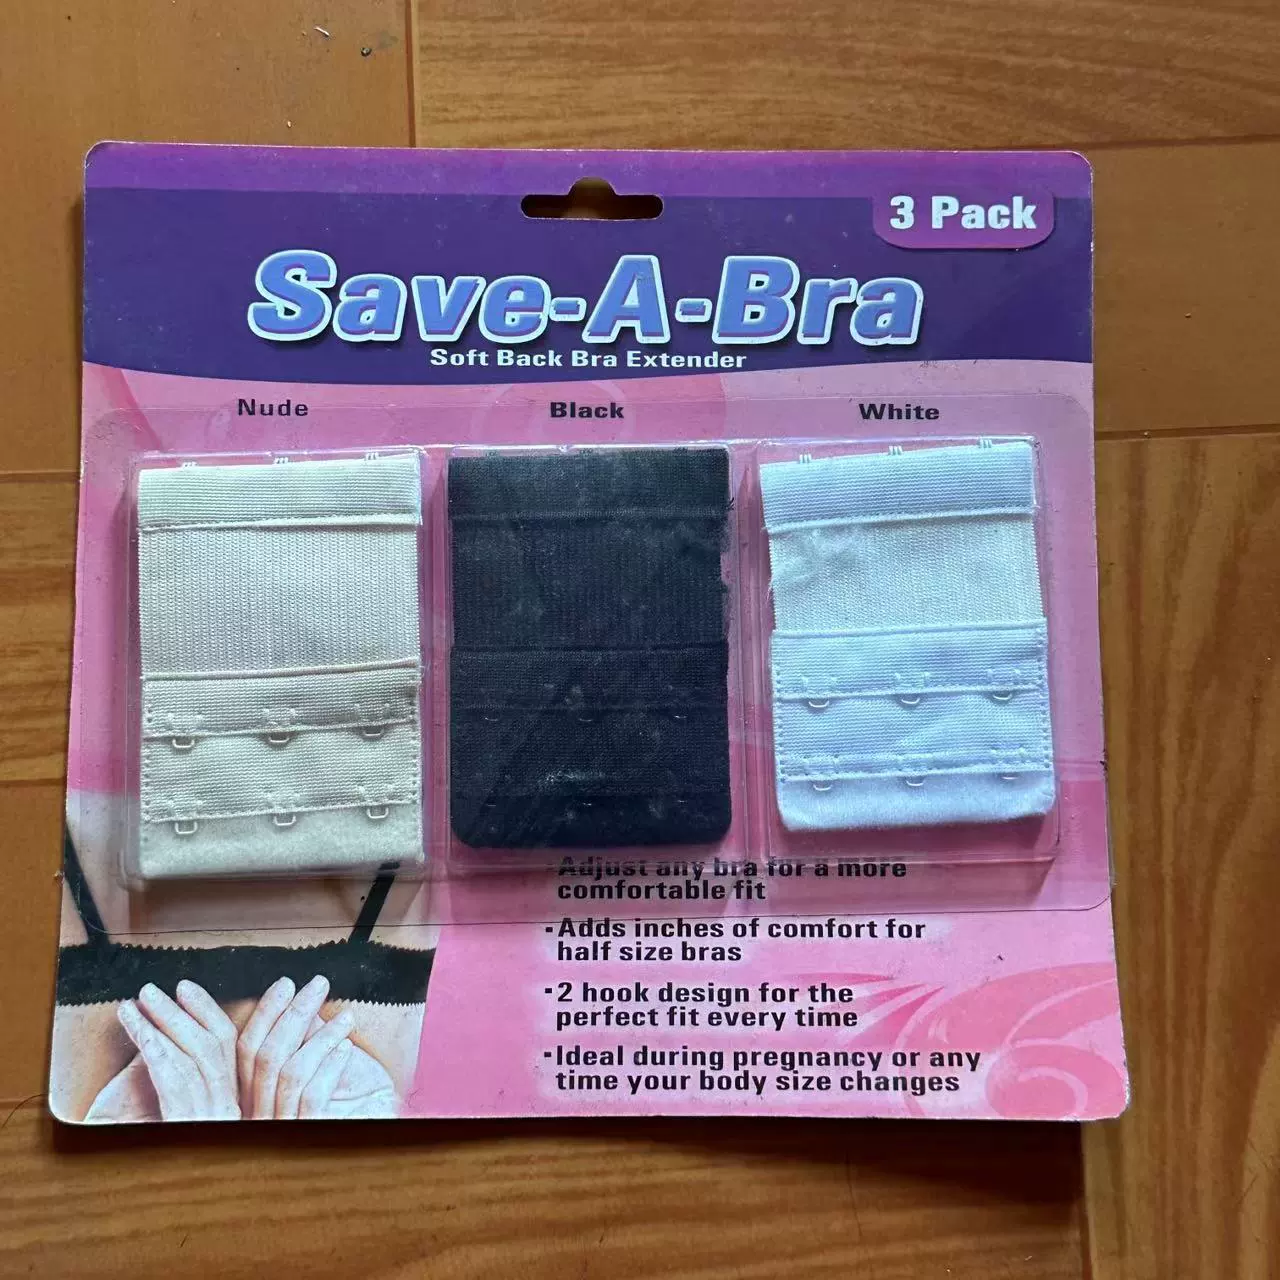 3 Pack
Save-A-Bra
Soft Back Bra Extender
Nude
Black
White
-Adjust any bra for a more
comfortable fit
-Adds inches of comfort for
half size bras
-2 hook design for the
perfect fit every time
-Ideal during pregnancy or any
time your body size changes